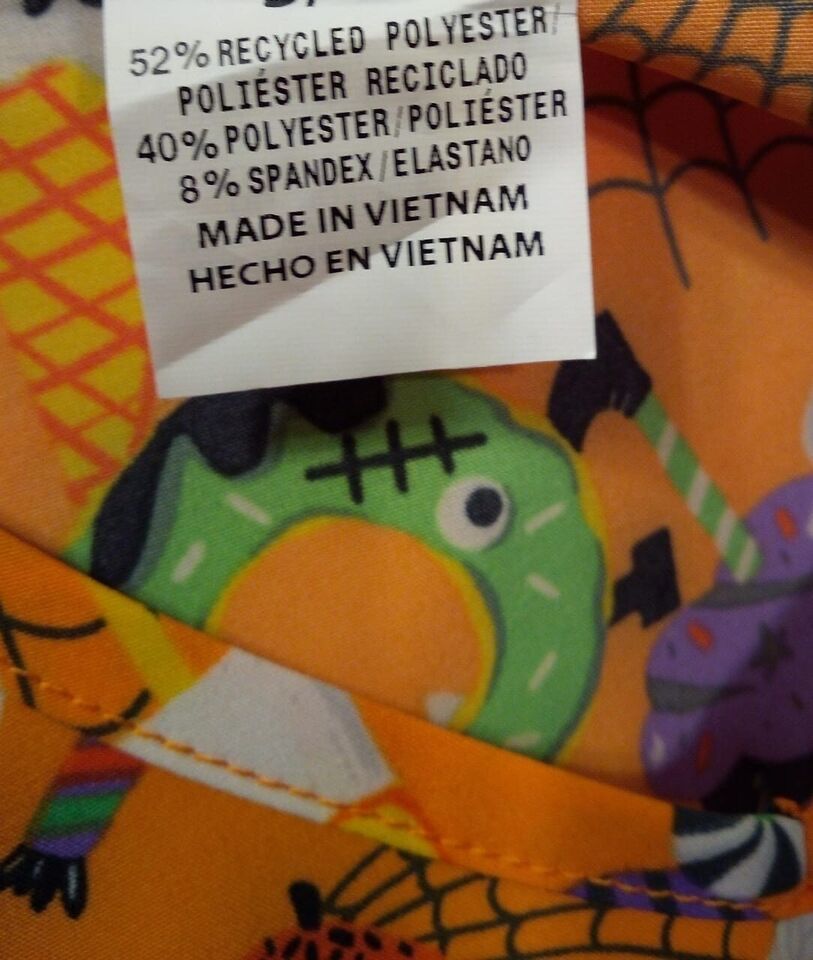 52% RECYCLED POLYESTER/
POLIÉSTER RECICLADO
40% POLYESTER/POLIÉSTER
8% SPANDEX/ELASTANO
MADE IN VIETNAM
HECHO EN VIETNAM